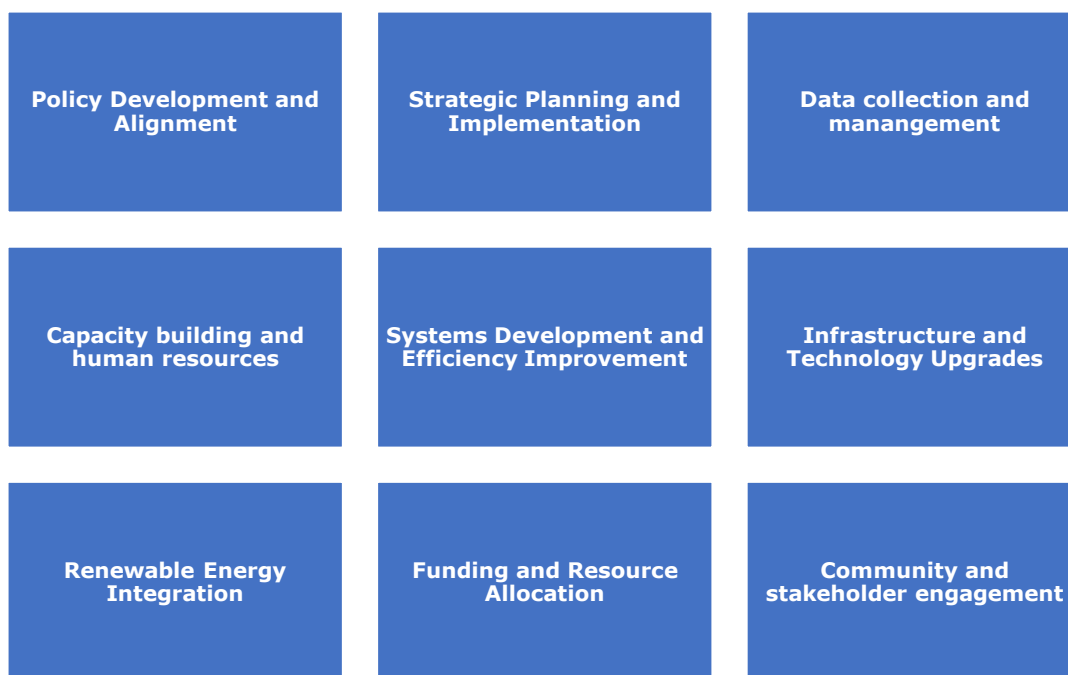 Policy Development and
Alignment
Strategic Planning and
Implementation
Data collection and
manangement
Capacity building and
human resources
Systems Development and
Efficiency Improvement
Infrastructure and
Technology Upgrades
Renewable Energy
Integration
Funding and Resource
Allocation
Community and
stakeholder engagement